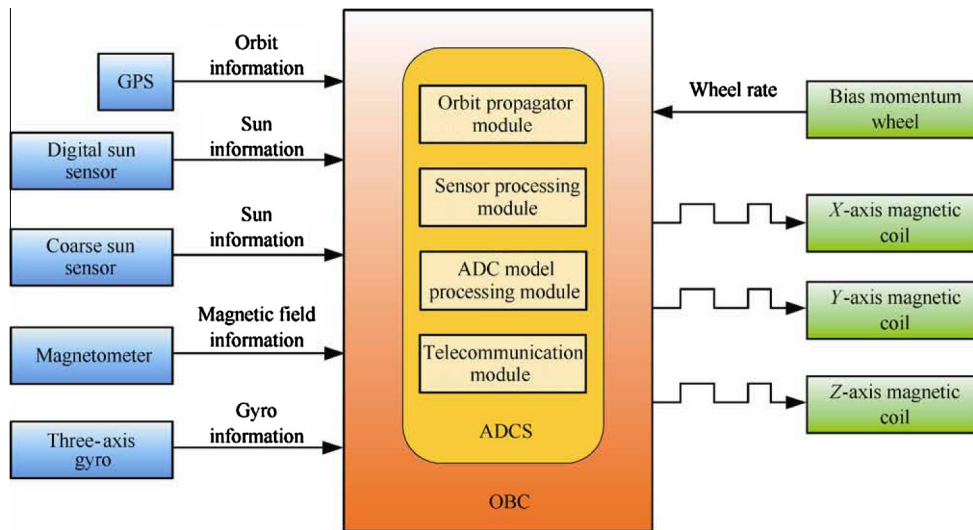 GPS
Orbit
information
Digital sun
sensor
Sun
information
Coarse sun
sensor
Sun
information
Magnetometer
Magnetic field
information
Three-axis
gyro
Gyro
information
Orbit propagator
module
Sensor processing
module
ADC model
processing module
Telecommunication
module
ADCS
OBC
Wheel rate
Bias momentum
wheel
X-axis magnetic
coil
Y-axis magnetic
coil
Z-axis magnetic
coil